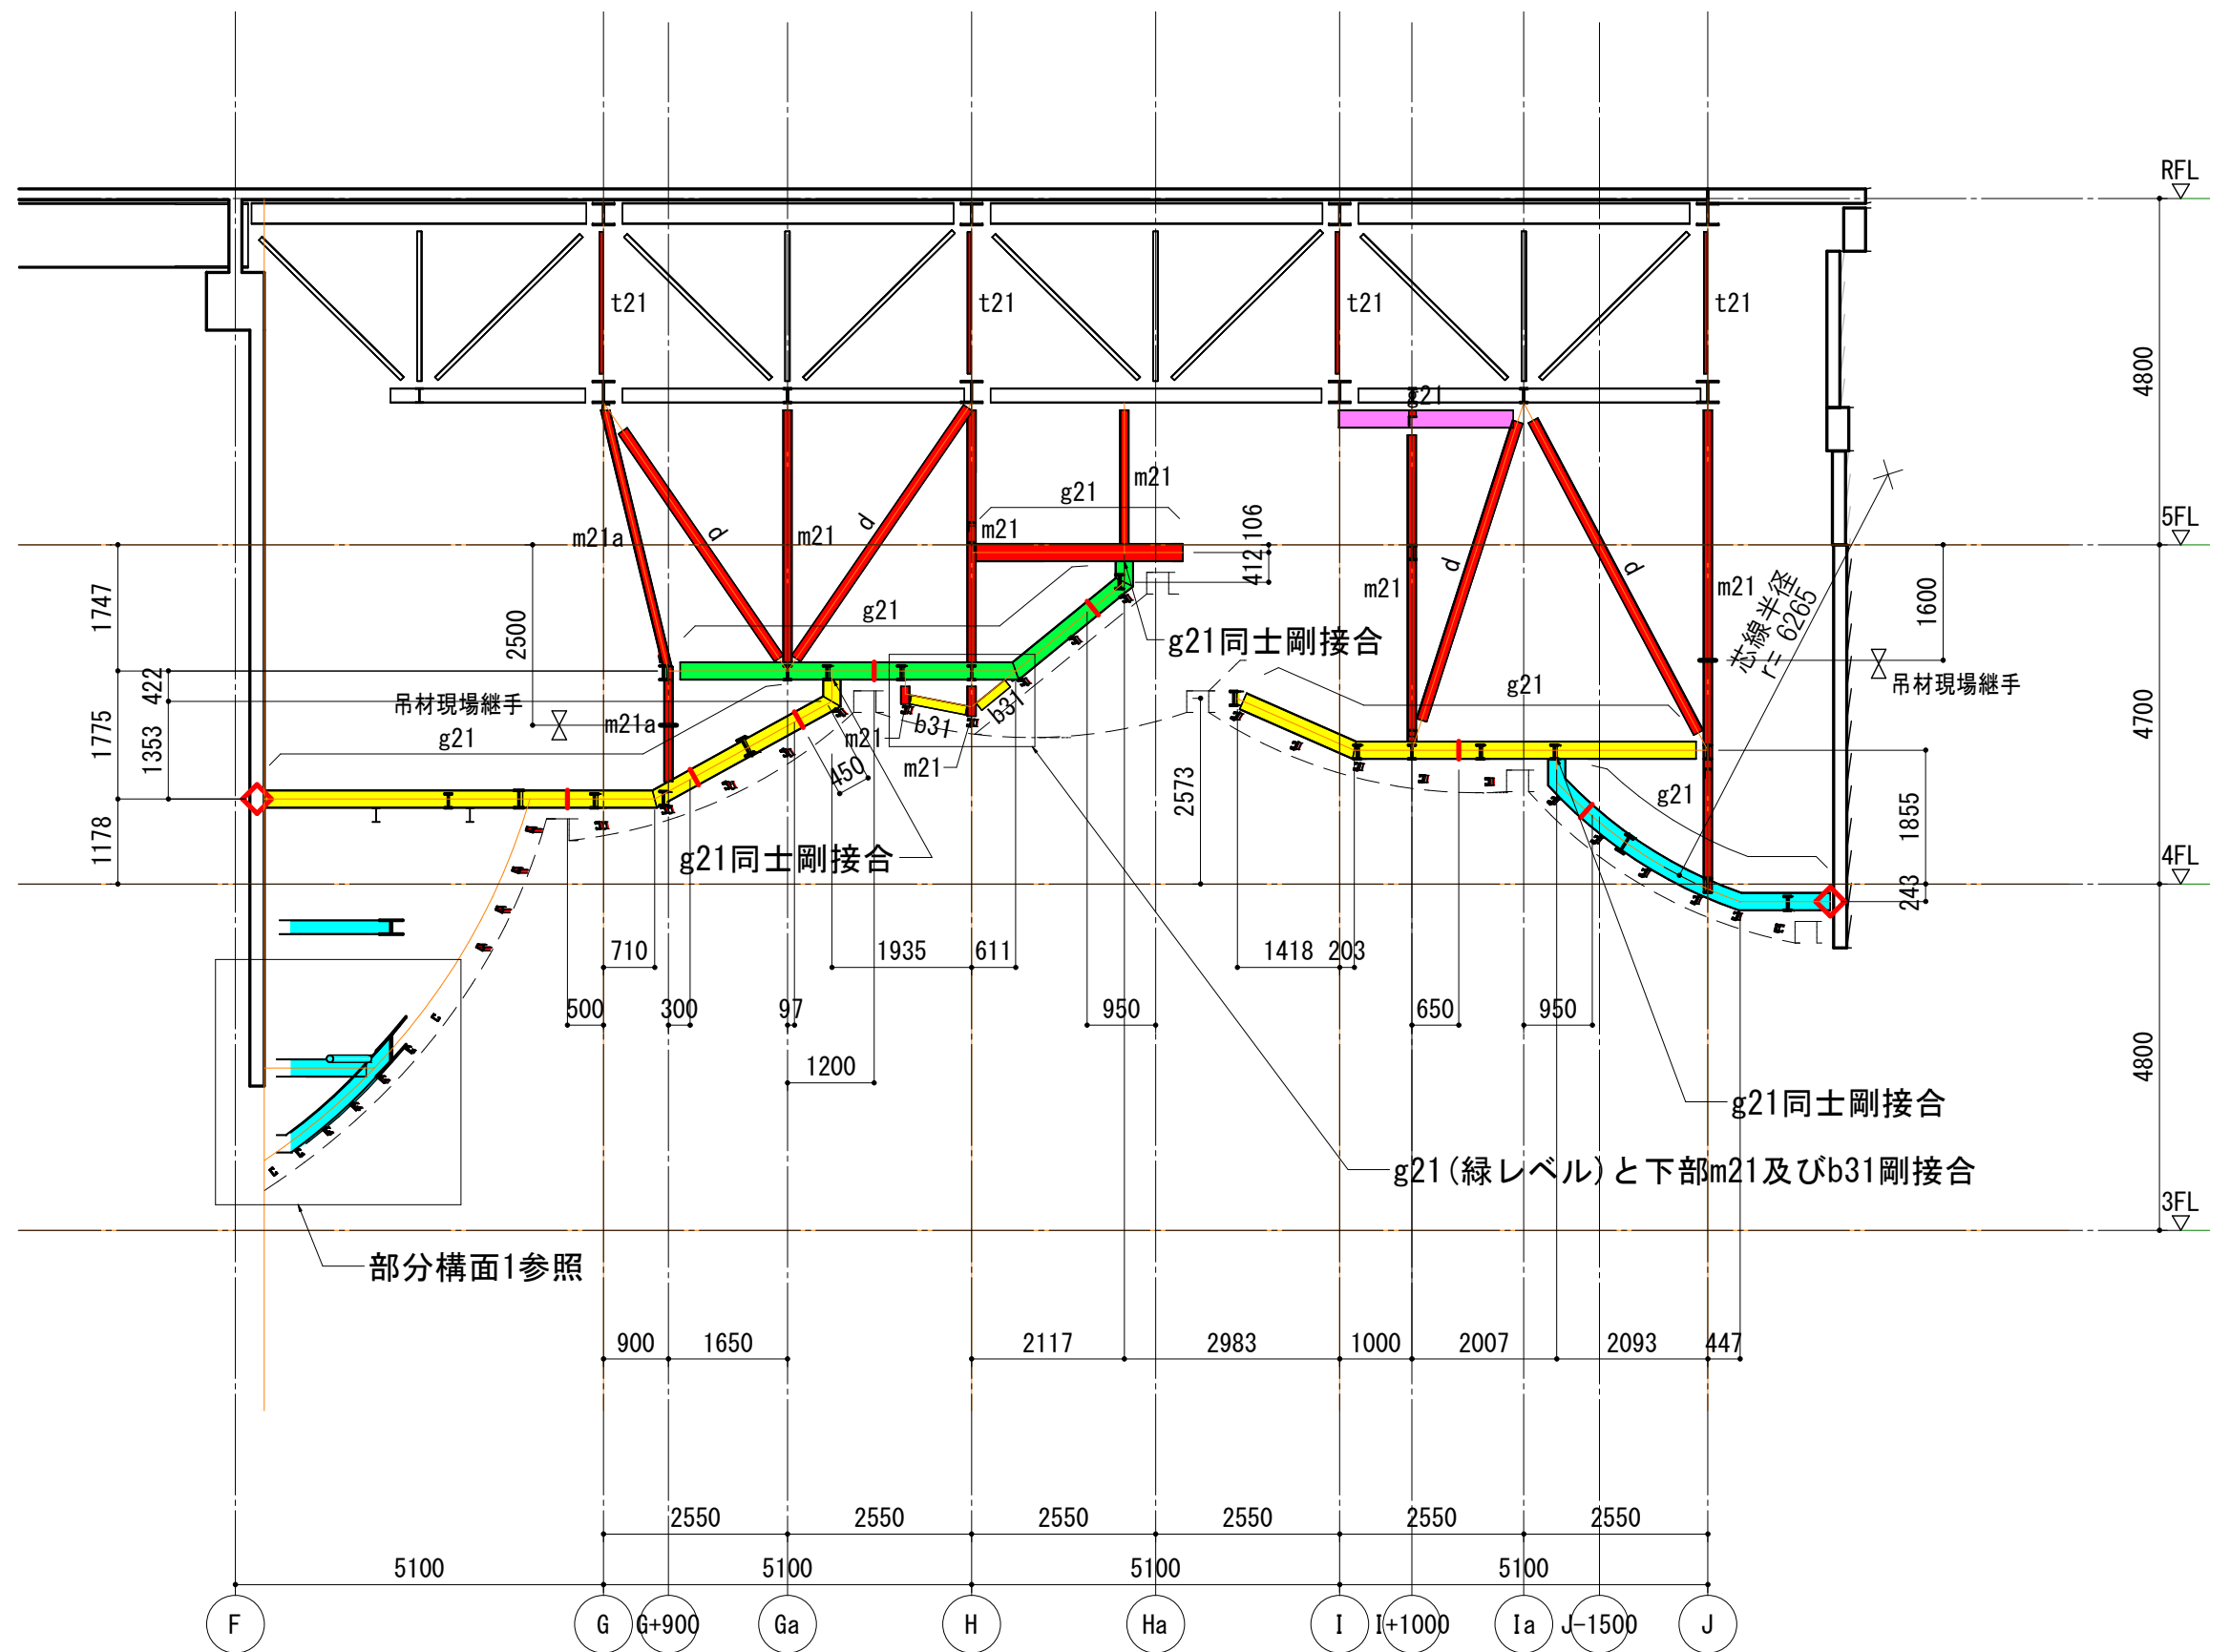 RFL
t21
t21
t21
t21
4800
g21
m21
g21
5FL
106
412
m21a
d
m21
d
m21
m21
d
d
m21
芯線半径
r= 6265
1600
1747
2500
g21
g21同士剛接合
422
吊材現場継手
m21a
g21
b31
b31
m21
m21
g21
吊材現場継手
4700
1775
1353
450
2573
g21
1855
1178
g21同士剛接合
4FL
243
710
1935
611
1418
203
500
300
97
950
650
950
1200
4800
g21同士剛接合
g21(緑レベル)と下部m21及びb31剛接合
3FL
部分構面1参照
900
1650
2117
2983
1000
2007
2093
447
2550
2550
2550
2550
2550
2550
5100
5100
5100
5100
F
G
G+900
Ga
H
Ha
I
I+1000
Ia
J-1500
J